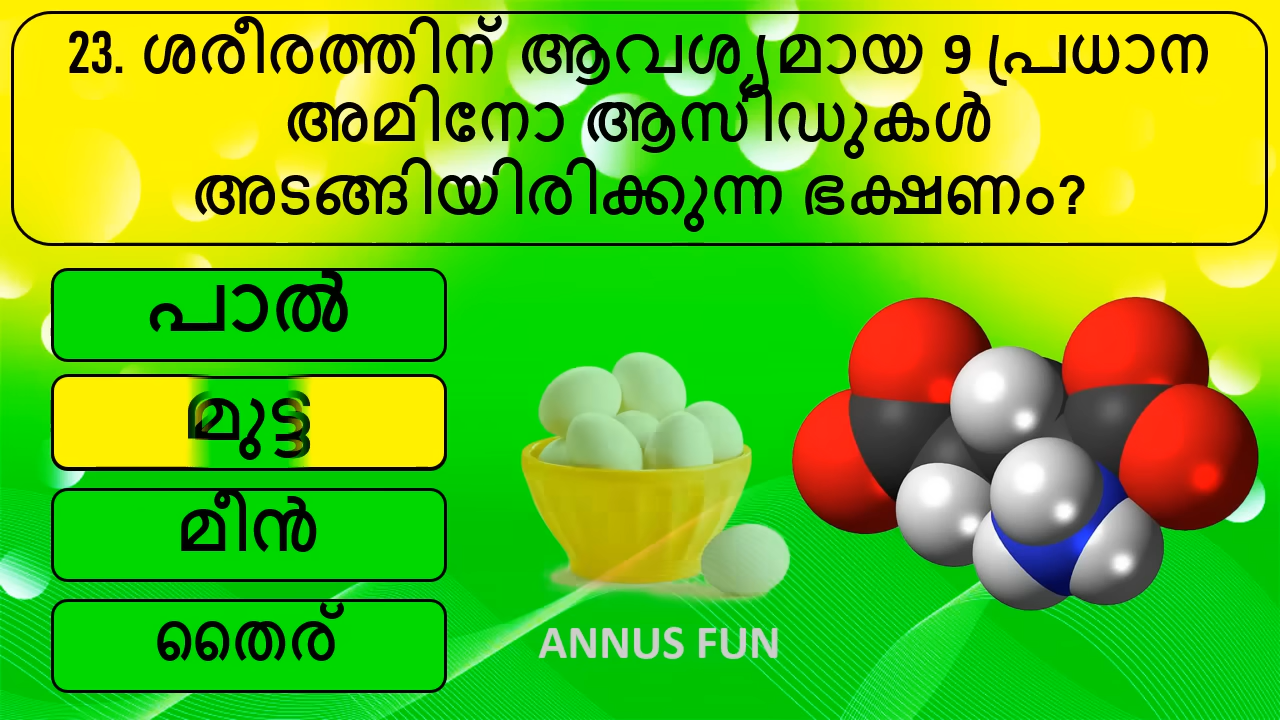 23. ശരീരത്തിന് ആവശ്യമായ 9 പ്രധാന
അമിനോ ആസിഡുകൾ
അടങ്ങിയിരിക്കുന്ന ഭക്ഷണം?
പാൽ
മുട്ട
മീൻ
തൈര്
ANNUS FUN